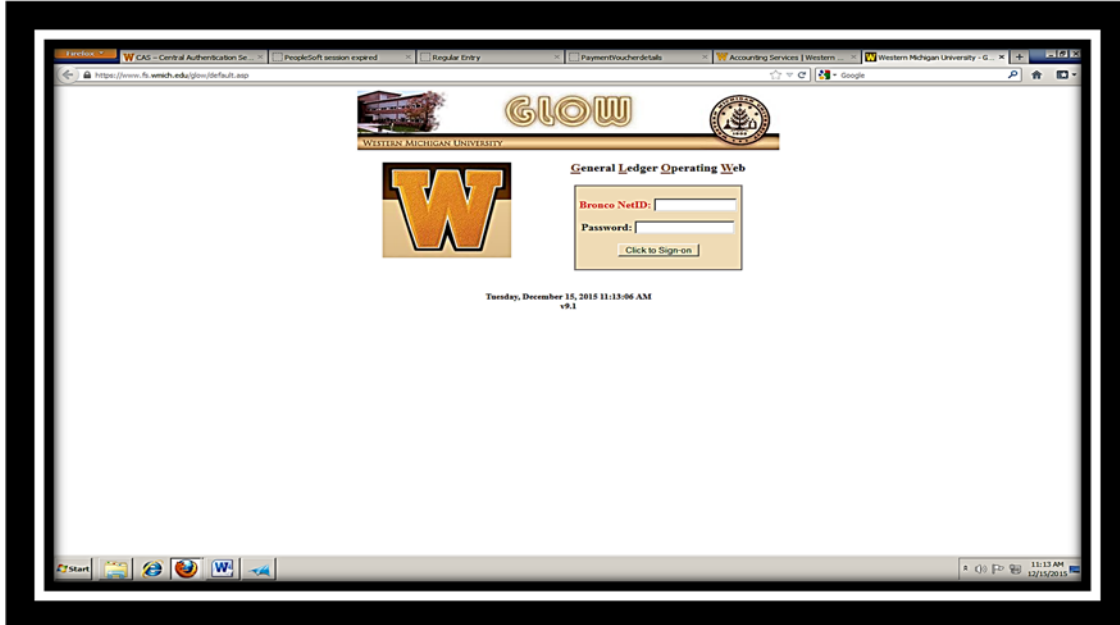 Firefox
CAS – Central Authentication Se...
PeopleSoft session expired
Regular Entry
PaymentVoucherdetails
Accounting Services | Western ...
Western Michigan University - G...
https://www.fs.wmich.edu/glow/default.asp
Google
GLOW
WESTERN MICHIGAN UNIVERSITY
W
General Ledger Operating Web
Bronco NetID:
Password:
Click to Sign-on
Tuesday, December 15, 2015 11:13:06 AM
v9.1
Start
11:13 AM
12/15/2015